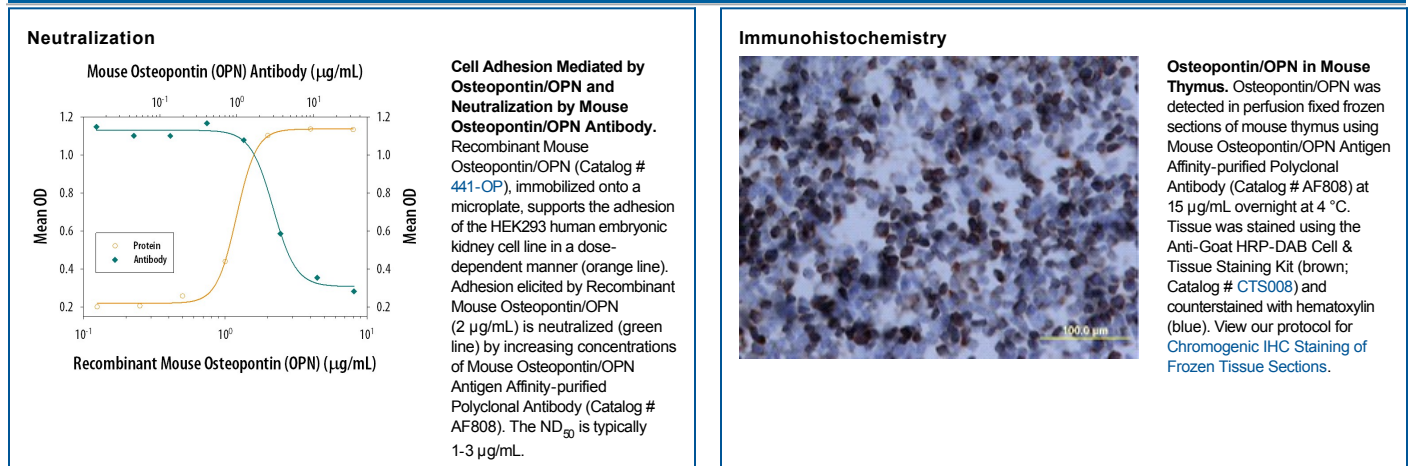 Neutralization
Mouse Osteopontin (OPN) Antibody (µg/mL)
10-1 100 101
1.2 1.2
1.0 1.0
0.8 0.8
0.6 0.6
0.4 0.4
0.2 0.2
Mean OD
Mean OD
Protein
Antibody
10-1 100 101
Recombinant Mouse Osteopontin (OPN) (µg/mL)
Cell Adhesion Mediated by
Osteopontin/OPN and
Neutralization by Mouse
Osteopontin/OPN Antibody.
Recombinant Mouse
Osteopontin/OPN (Catalog #
441-OP), immobilized onto a
microplate, supports the adhesion
of the HEK293 human embryonic
kidney cell line in a dose-
dependent manner (orange line).
Adhesion elicited by Recombinant
Mouse Osteopontin/OPN
(2 µg/mL) is neutralized (green
line) by increasing concentrations
of Mouse Osteopontin/OPN
Antigen Affinity-purified
Polyclonal Antibody (Catalog #
AF808). The ND50 is typically
1-3 µg/mL.
Immunohistochemistry
100.0 µm
Osteopontin/OPN in Mouse
Thymus. Osteopontin/OPN was
detected in perfusion fixed frozen
sections of mouse thymus using
Mouse Osteopontin/OPN Antigen
Affinity-purified Polyclonal
Antibody (Catalog # AF808) at
15 µg/mL overnight at 4 °C.
Tissue was stained using the
Anti-Goat HRP-DAB Cell &
Tissue Staining Kit (brown;
Catalog # CTS008) and
counterstained with hematoxylin
(blue). View our protocol for
Chromogenic IHC Staining of
Frozen Tissue Sections.